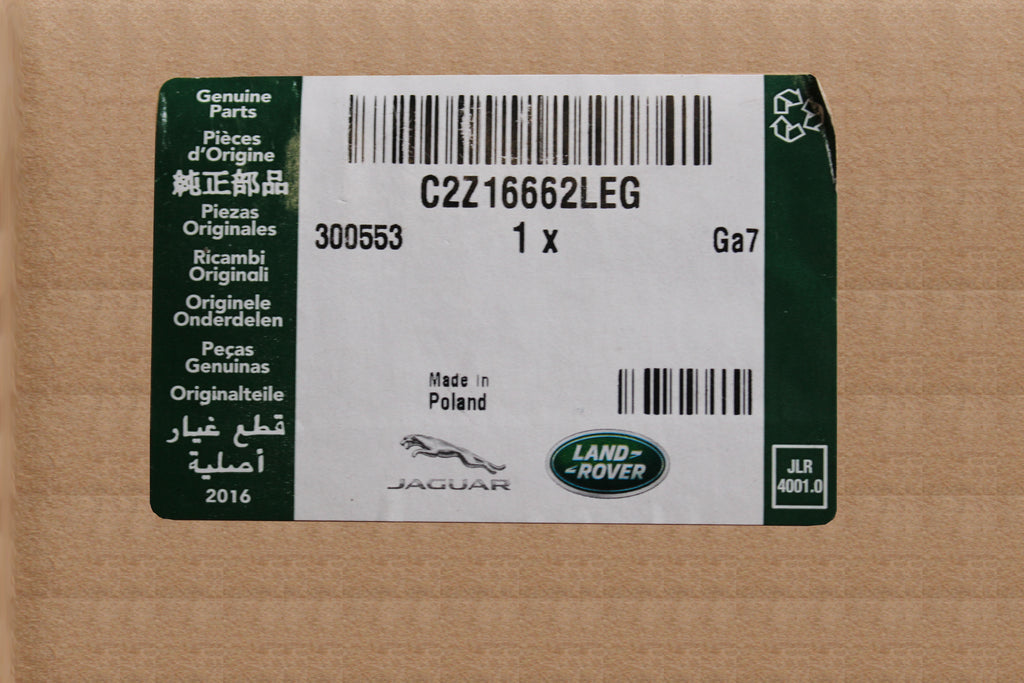 Genuine
Parts
Pièces
d'Origine
純正部品
Piezas
Originales
Ricambi
Originali
Originele
Onderdelen
Peças
Genuinas
Originalteile
قطع غيار
أصلية
2016
C2Z16662LEG
300553 1 x Ga7
Made in
Poland
JAGUAR
LAND-
-ROVER
JLR
4001.0